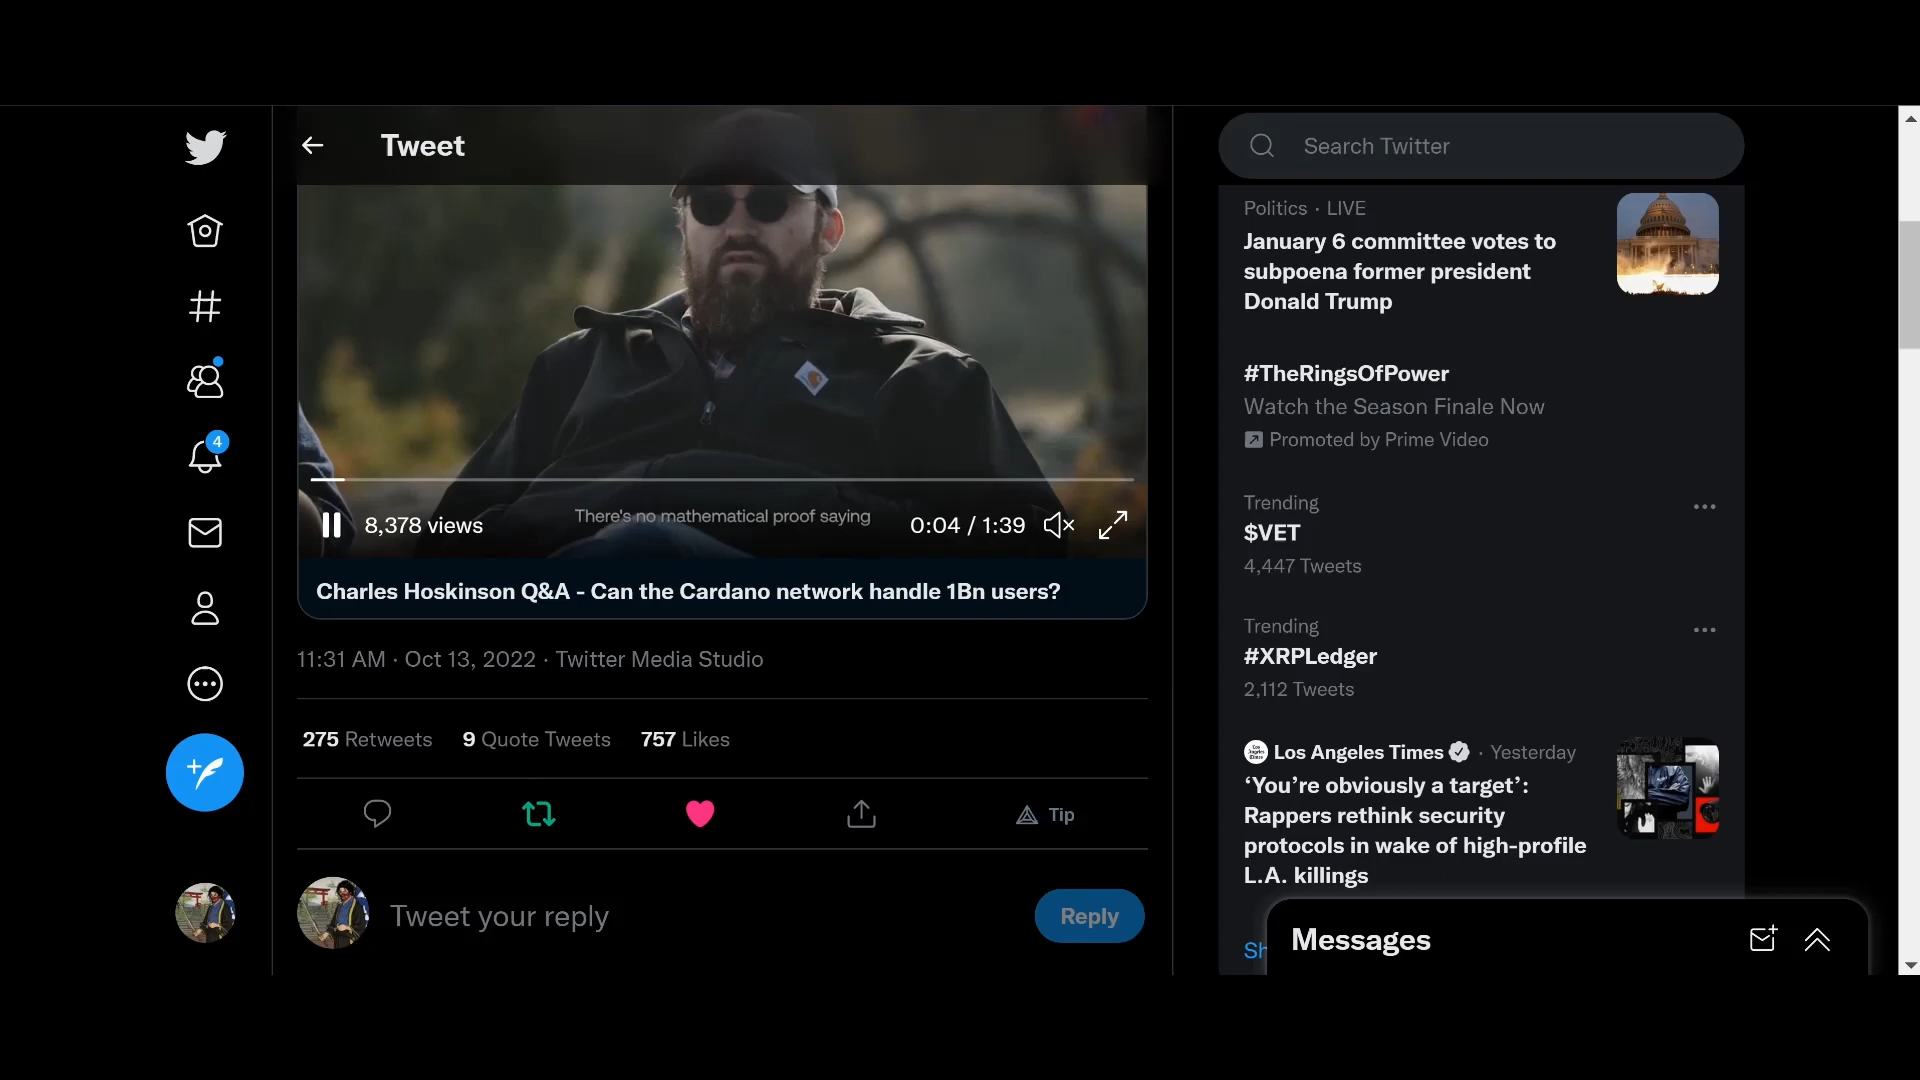 Tweet
There's no mathematical proof saying
8,378 views
0:04 / 1:39
Charles Hoskinson Q&A - Can the Cardano network handle 1Bn users?
11:31 AM · Oct 13, 2022 · Twitter Media Studio
275 Retweets 9 Quote Tweets 757 Likes
Tip
Tweet your reply
Reply
4
Search Twitter
Politics · LIVE
January 6 committee votes to
subpoena former president
Donald Trump
#TheRingsOfPower
Watch the Season Finale Now
Promoted by Prime Video
Trending
$VET
4,447 Tweets
Trending
#XRPLedger
2,112 Tweets
Los Angeles Times · Yesterday
‘You’re obviously a target’:
Rappers rethink security
protocols in wake of high-profile
L.A. killings
Messages